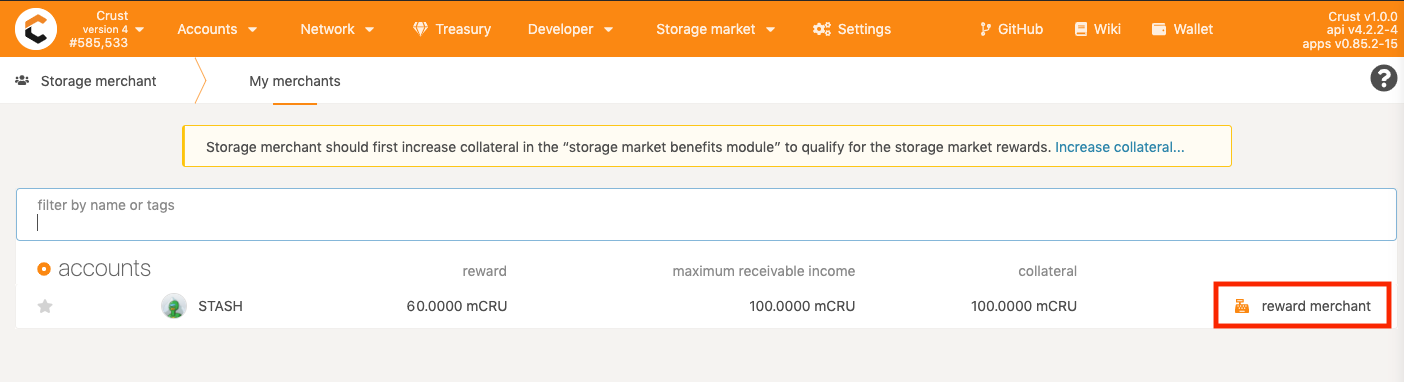 Crust
version 4
#585,533
Accounts
Network
Treasury
Developer
Storage market
Settings
GitHub
Wiki
Wallet
Crust v1.0.0
api v4.2.2-4
apps v0.85.2-15
Storage merchant
My merchants
?
Storage merchant should first increase collateral in the “storage market benefits module” to qualify for the storage market rewards. Increase collateral...
filter by name or tags
accounts reward maximum receivable income collateral
STASH 60.0000 mCRU 100.0000 mCRU 100.0000 mCRU reward merchant